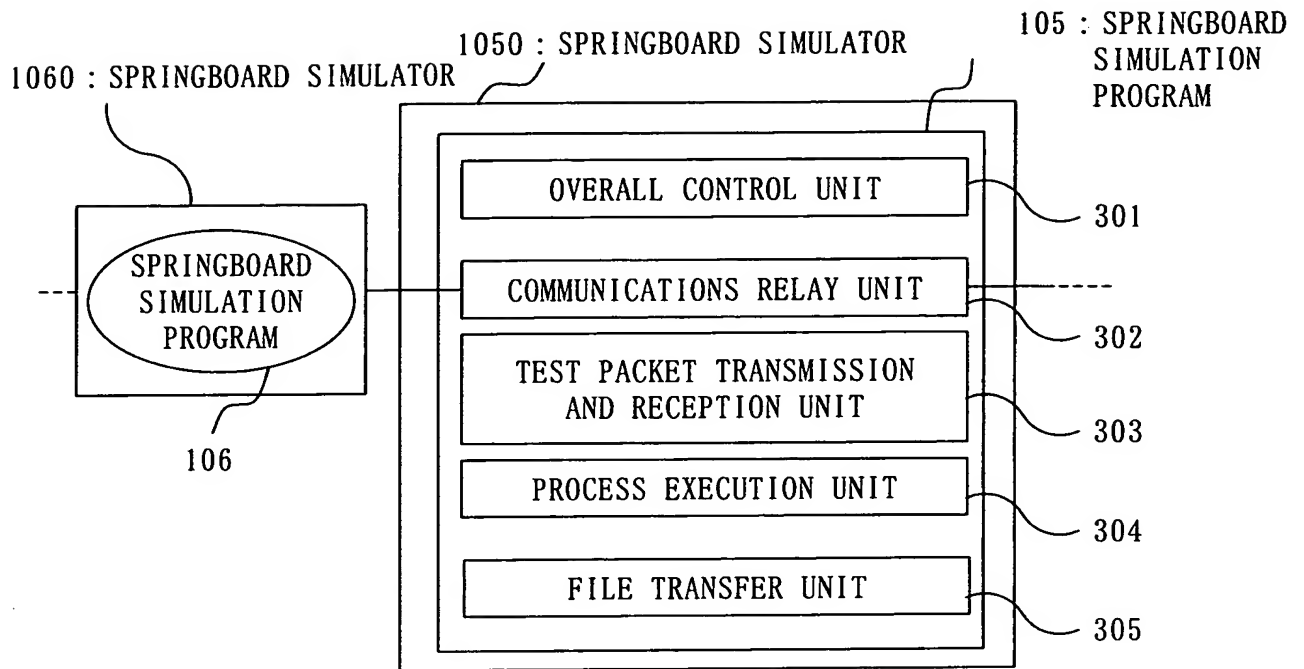 105 : SPRINGBOARD
SIMULATION
PROGRAM
1050 : SPRINGBOARD SIMULATOR
1060 : SPRINGBOARD SIMULATOR
OVERALL CONTROL UNIT
301
SPRINGBOARD
SIMULATION
PROGRAM
106
COMMUNICATIONS RELAY UNIT
302
TEST PACKET TRANSMISSION
AND RECEPTION UNIT
303
PROCESS EXECUTION UNIT
304
FILE TRANSFER UNIT
305